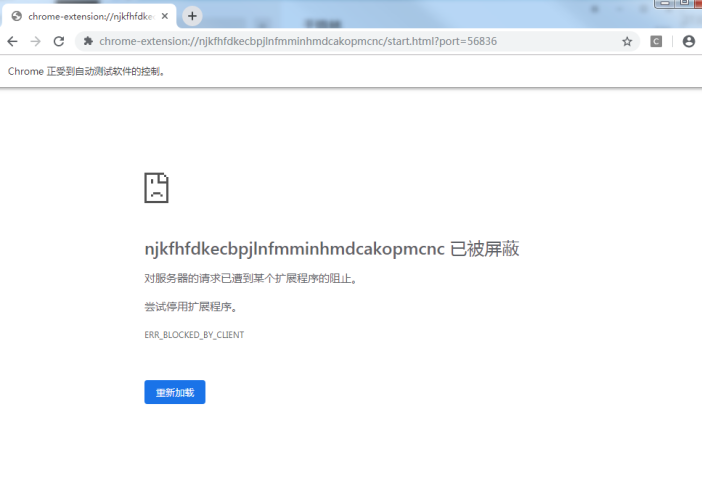 chrome-extension://njkfhfdke
chrome-extension://njkfhfdkecbpjlnfmminhmdcakopmcnc/start.html?port=56836
C
Chrome 正受到自动测试软件的控制。
njkfhfdkecbpjlnfmminhmdcakopmcnc 已被屏蔽
对服务器的请求已遭到某个扩展程序的阻止。
尝试停用扩展程序。
ERR_BLOCKED_BY_CLIENT
重新加载